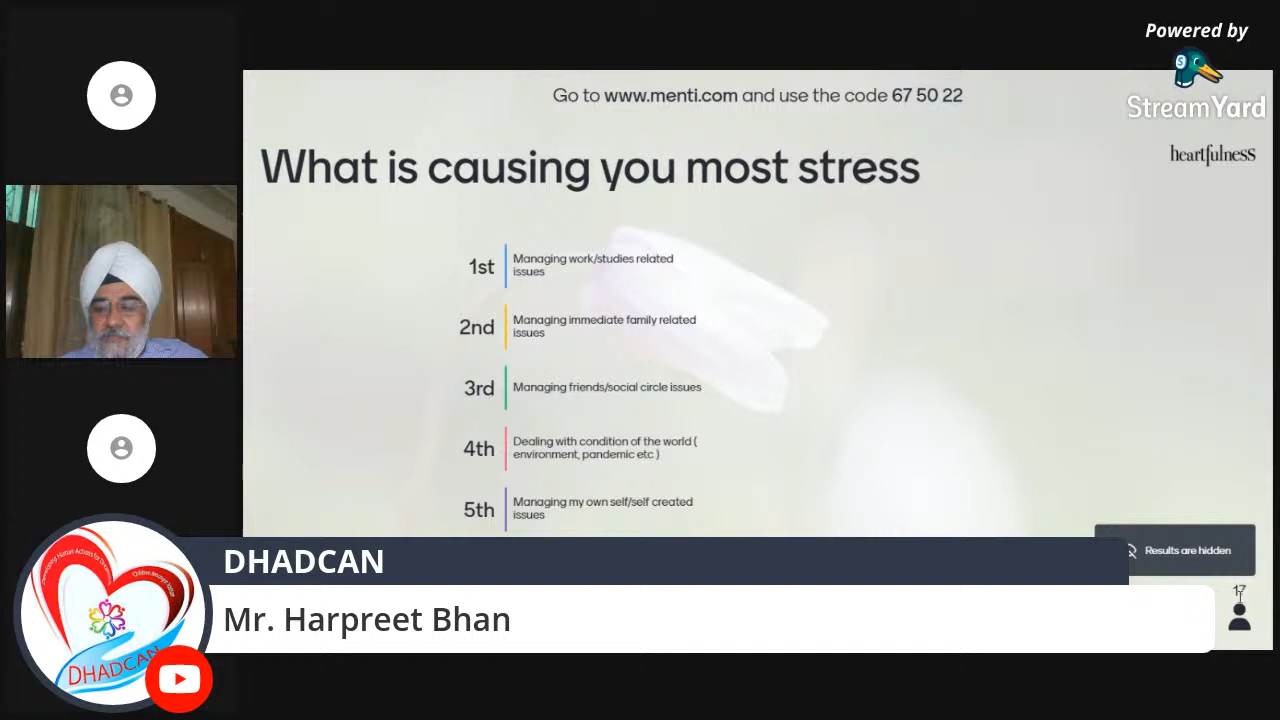 Powered by
StreamYard
Go to www.menti.com and use the code 67 50 22
heartfulness
What is causing you most stress
1st
Managing work/studies related
issues
2nd
Managing immediate family related
issues
3rd
Managing friends/social circle issues
4th
Dealing with condition of the world (
environment, pandemic etc )
5th
Managing my own self/self created
issues
Results are hidden
17
DHADCAN
Mr. Harpreet Bhan
DHADCAN